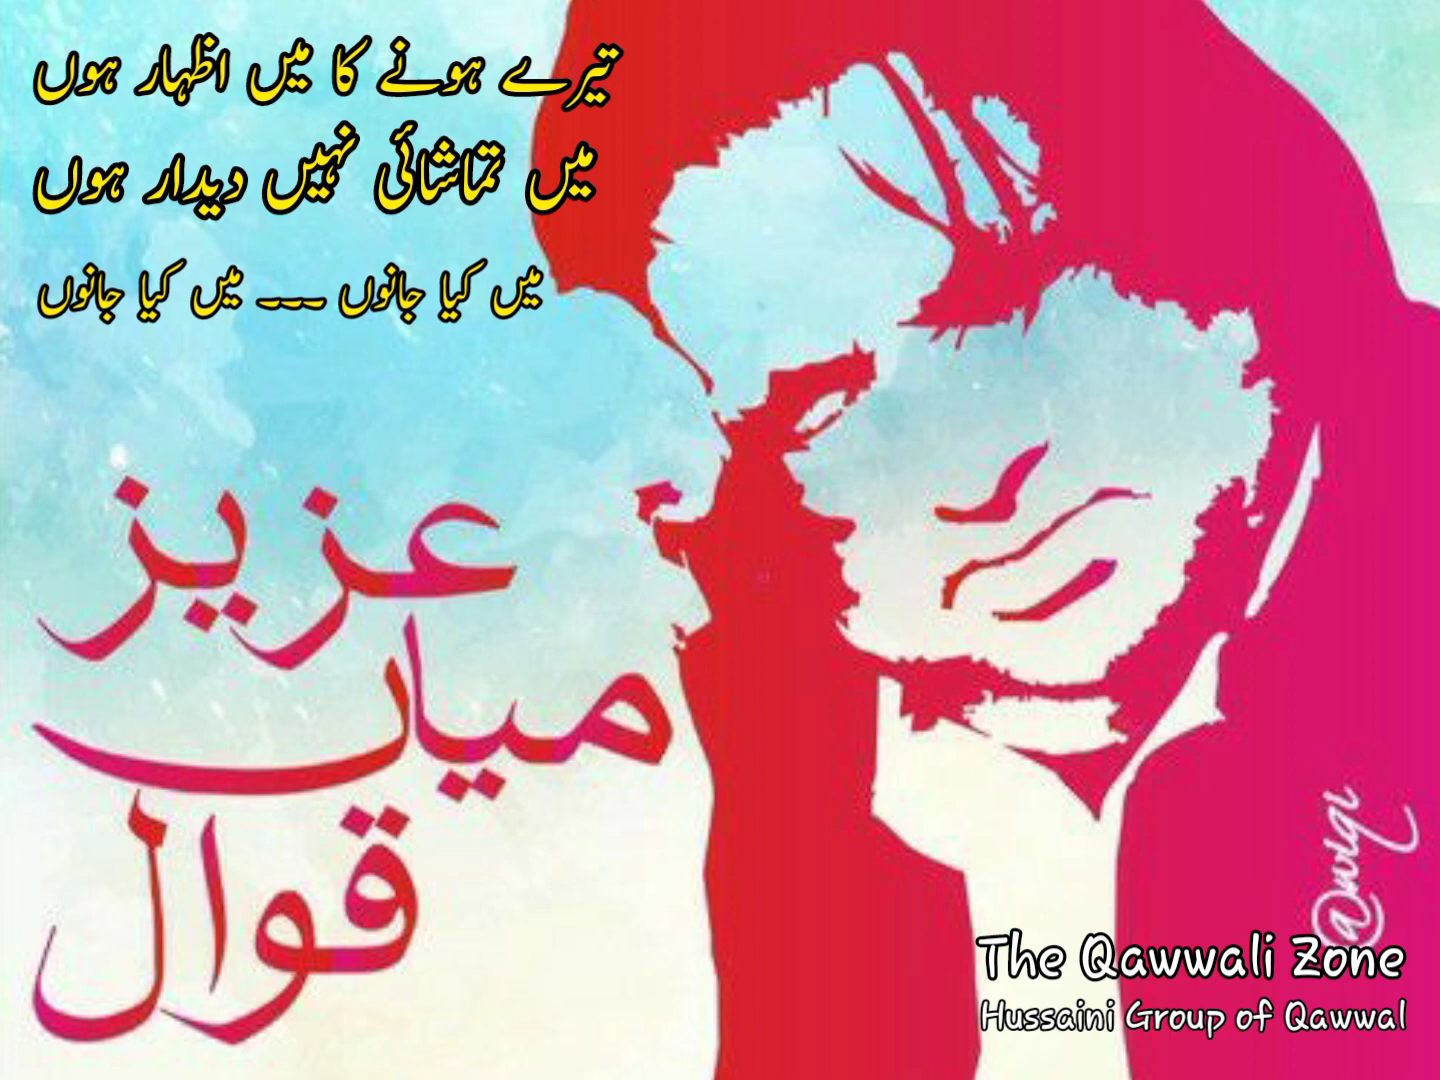 تیرے ہونے کا میں اظہار ہوں
میں تماشائی نہیں دیدار ہوں
میں کیا جانوں ۔۔۔ میں کیا جانوں
عزیز
میاں
قوال
@wiqi
The Qawwali Zone
Hussaini Group of Qawwal